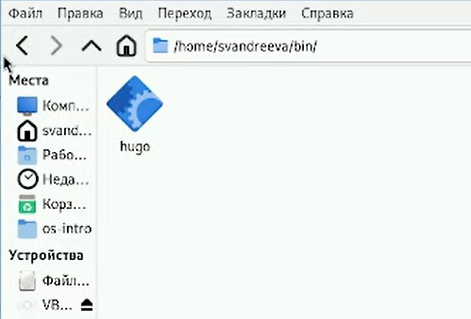 Файл Правка Вид Переход Закладки Справка
/home/svandreeva/bin/
Места
Комп...
svand...
Рабо...
Неда...
Корз...
os-intro
Устройства
Файл...
VB...
hugo